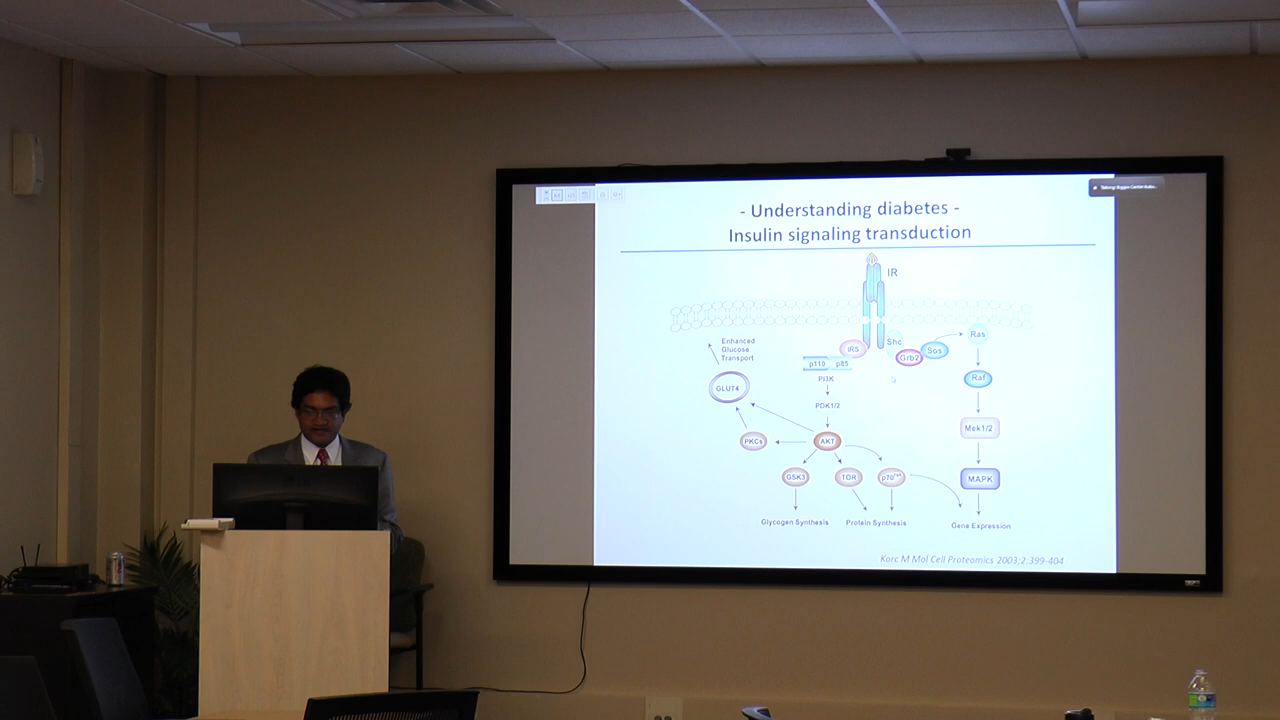 - Understanding diabetes -
Insulin signaling transduction
IR
Enhanced
Glucose
Transport
IRS
Shc
Grb2
Sos
Ras
p110
p85
PI3K
GLUT4
Raf
PDK1/2
PKCs
AKT
Mek1/2
GSK3
TOR
p70
MAPK
Glycogen Synthesis
Protein Synthesis
Gene Expression
Korc M Mol Cell Proteomics 2003;2:399-404